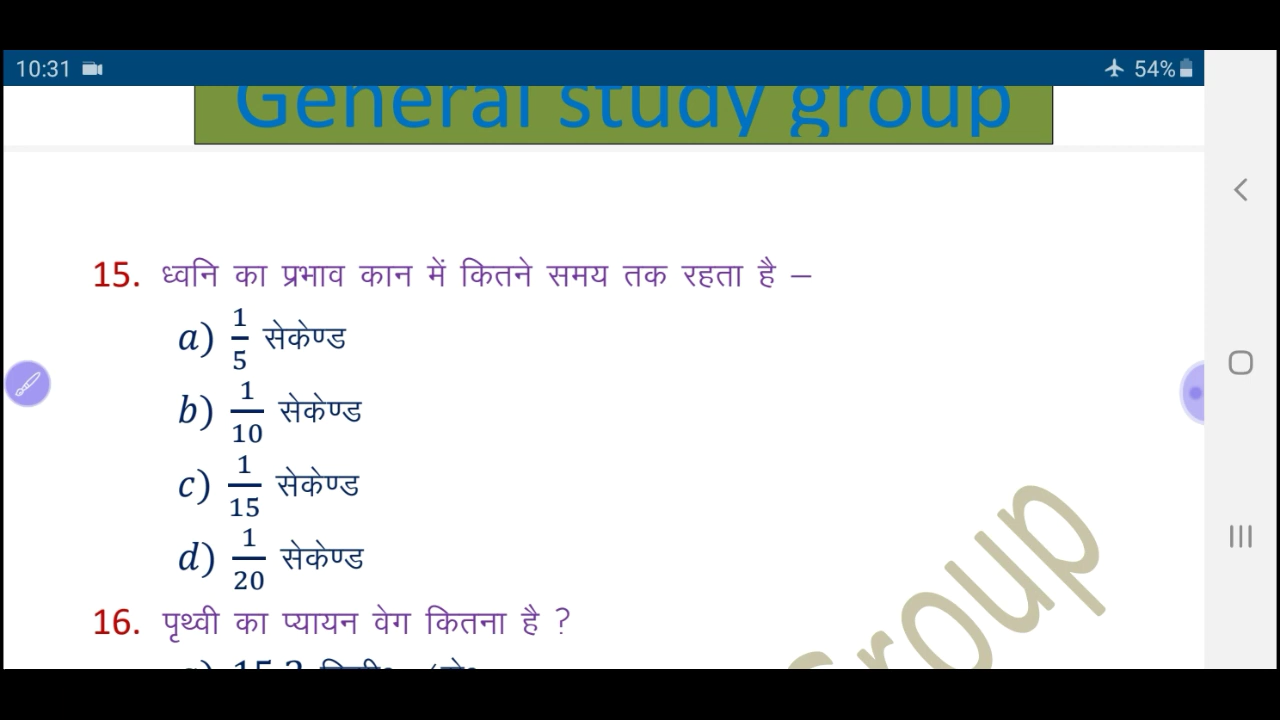 10:31
54%
General study group
15. ध्वनि का प्रभाव कान में कितने समय तक रहता है –
a) 1/5 सेकेण्ड
b) 1/10 सेकेण्ड
c) 1/15 सेकेण्ड
d) 1/20 सेकेण्ड
16. पृथ्वी का प्यायन वेग कितना है ?
Group